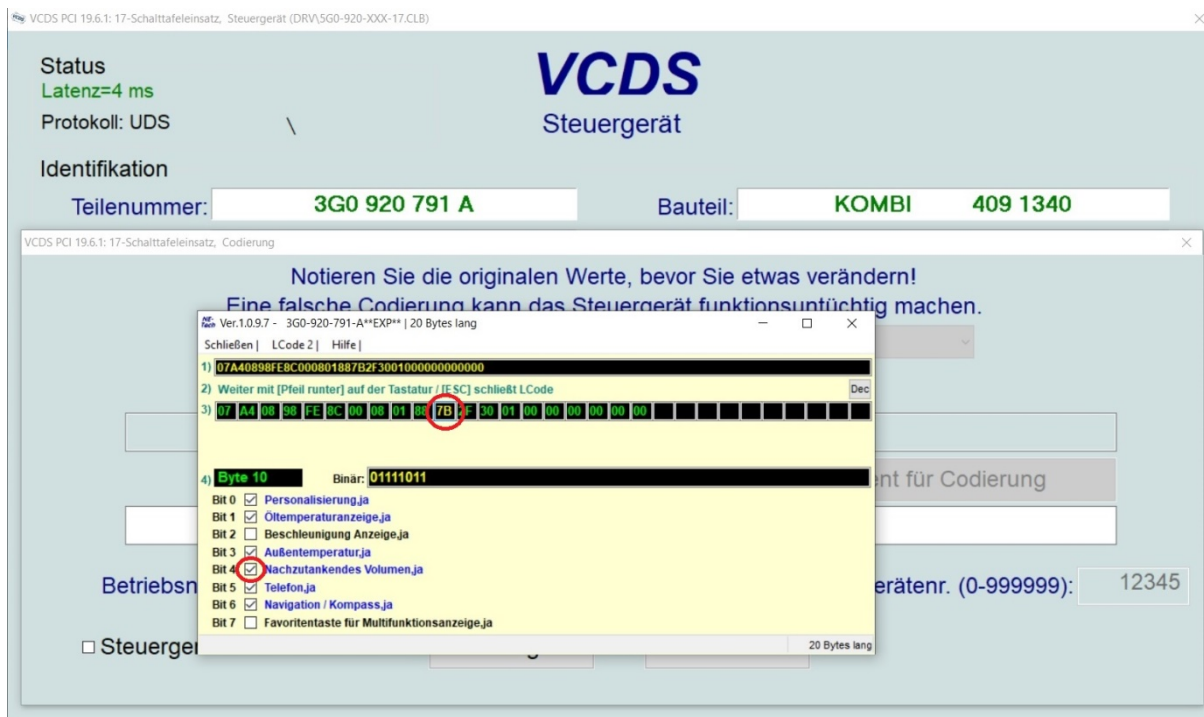 VCDS PCI 19.6.1: 17-Schalttafeleinsatz, Steuergerät (DRV\5G0-920-XXX-17.CLB)
Status
Latenz=4 ms
Protokoll: UDS \
VCDS
Steuergerät
Identifikation
Teilenummer: 3G0 920 791 A Bauteil: KOMBI 409 1340
VCDS PCI 19.6.1: 17-Schalttafeleinsatz, Codierung
Notieren Sie die originalen Werte, bevor Sie etwas verändern!
Eine falsche Codierung kann das Steuergerät funktionsuntüchtig machen.
Ver.1.0.9.7 - 3G0-920-791-A**EXP** | 20 Bytes lang
Schließen | LCode 2 | Hilfe |
1) 07A40898FE8C000801887B2F3001000000000000
2) Weiter mit [Pfeil runter] auf der Tastatur / [ESC] schließt LCode Dec
3) 07 A4 08 98 FE 8C 00 08 01 88 7B 2F 30 01 00 00 00 00 00 00
4) Byte 10 Binär: 01111011
Bit 0 Personalisierung,ja
Bit 1 Öltemperaturanzeige,ja
Bit 2 Beschleunigung Anzeige,ja
Bit 3 Außentemperatur,ja
Bit 4 Nachzutankendes Volumen,ja
Bit 5 Telefon,ja
Bit 6 Navigation / Kompass,ja
Bit 7 Favoritentaste für Multifunktionsanzeige,ja
20 Bytes lang
ent für Codierung
Betriebsn erätenr. (0-999999): 12345
Steuerger